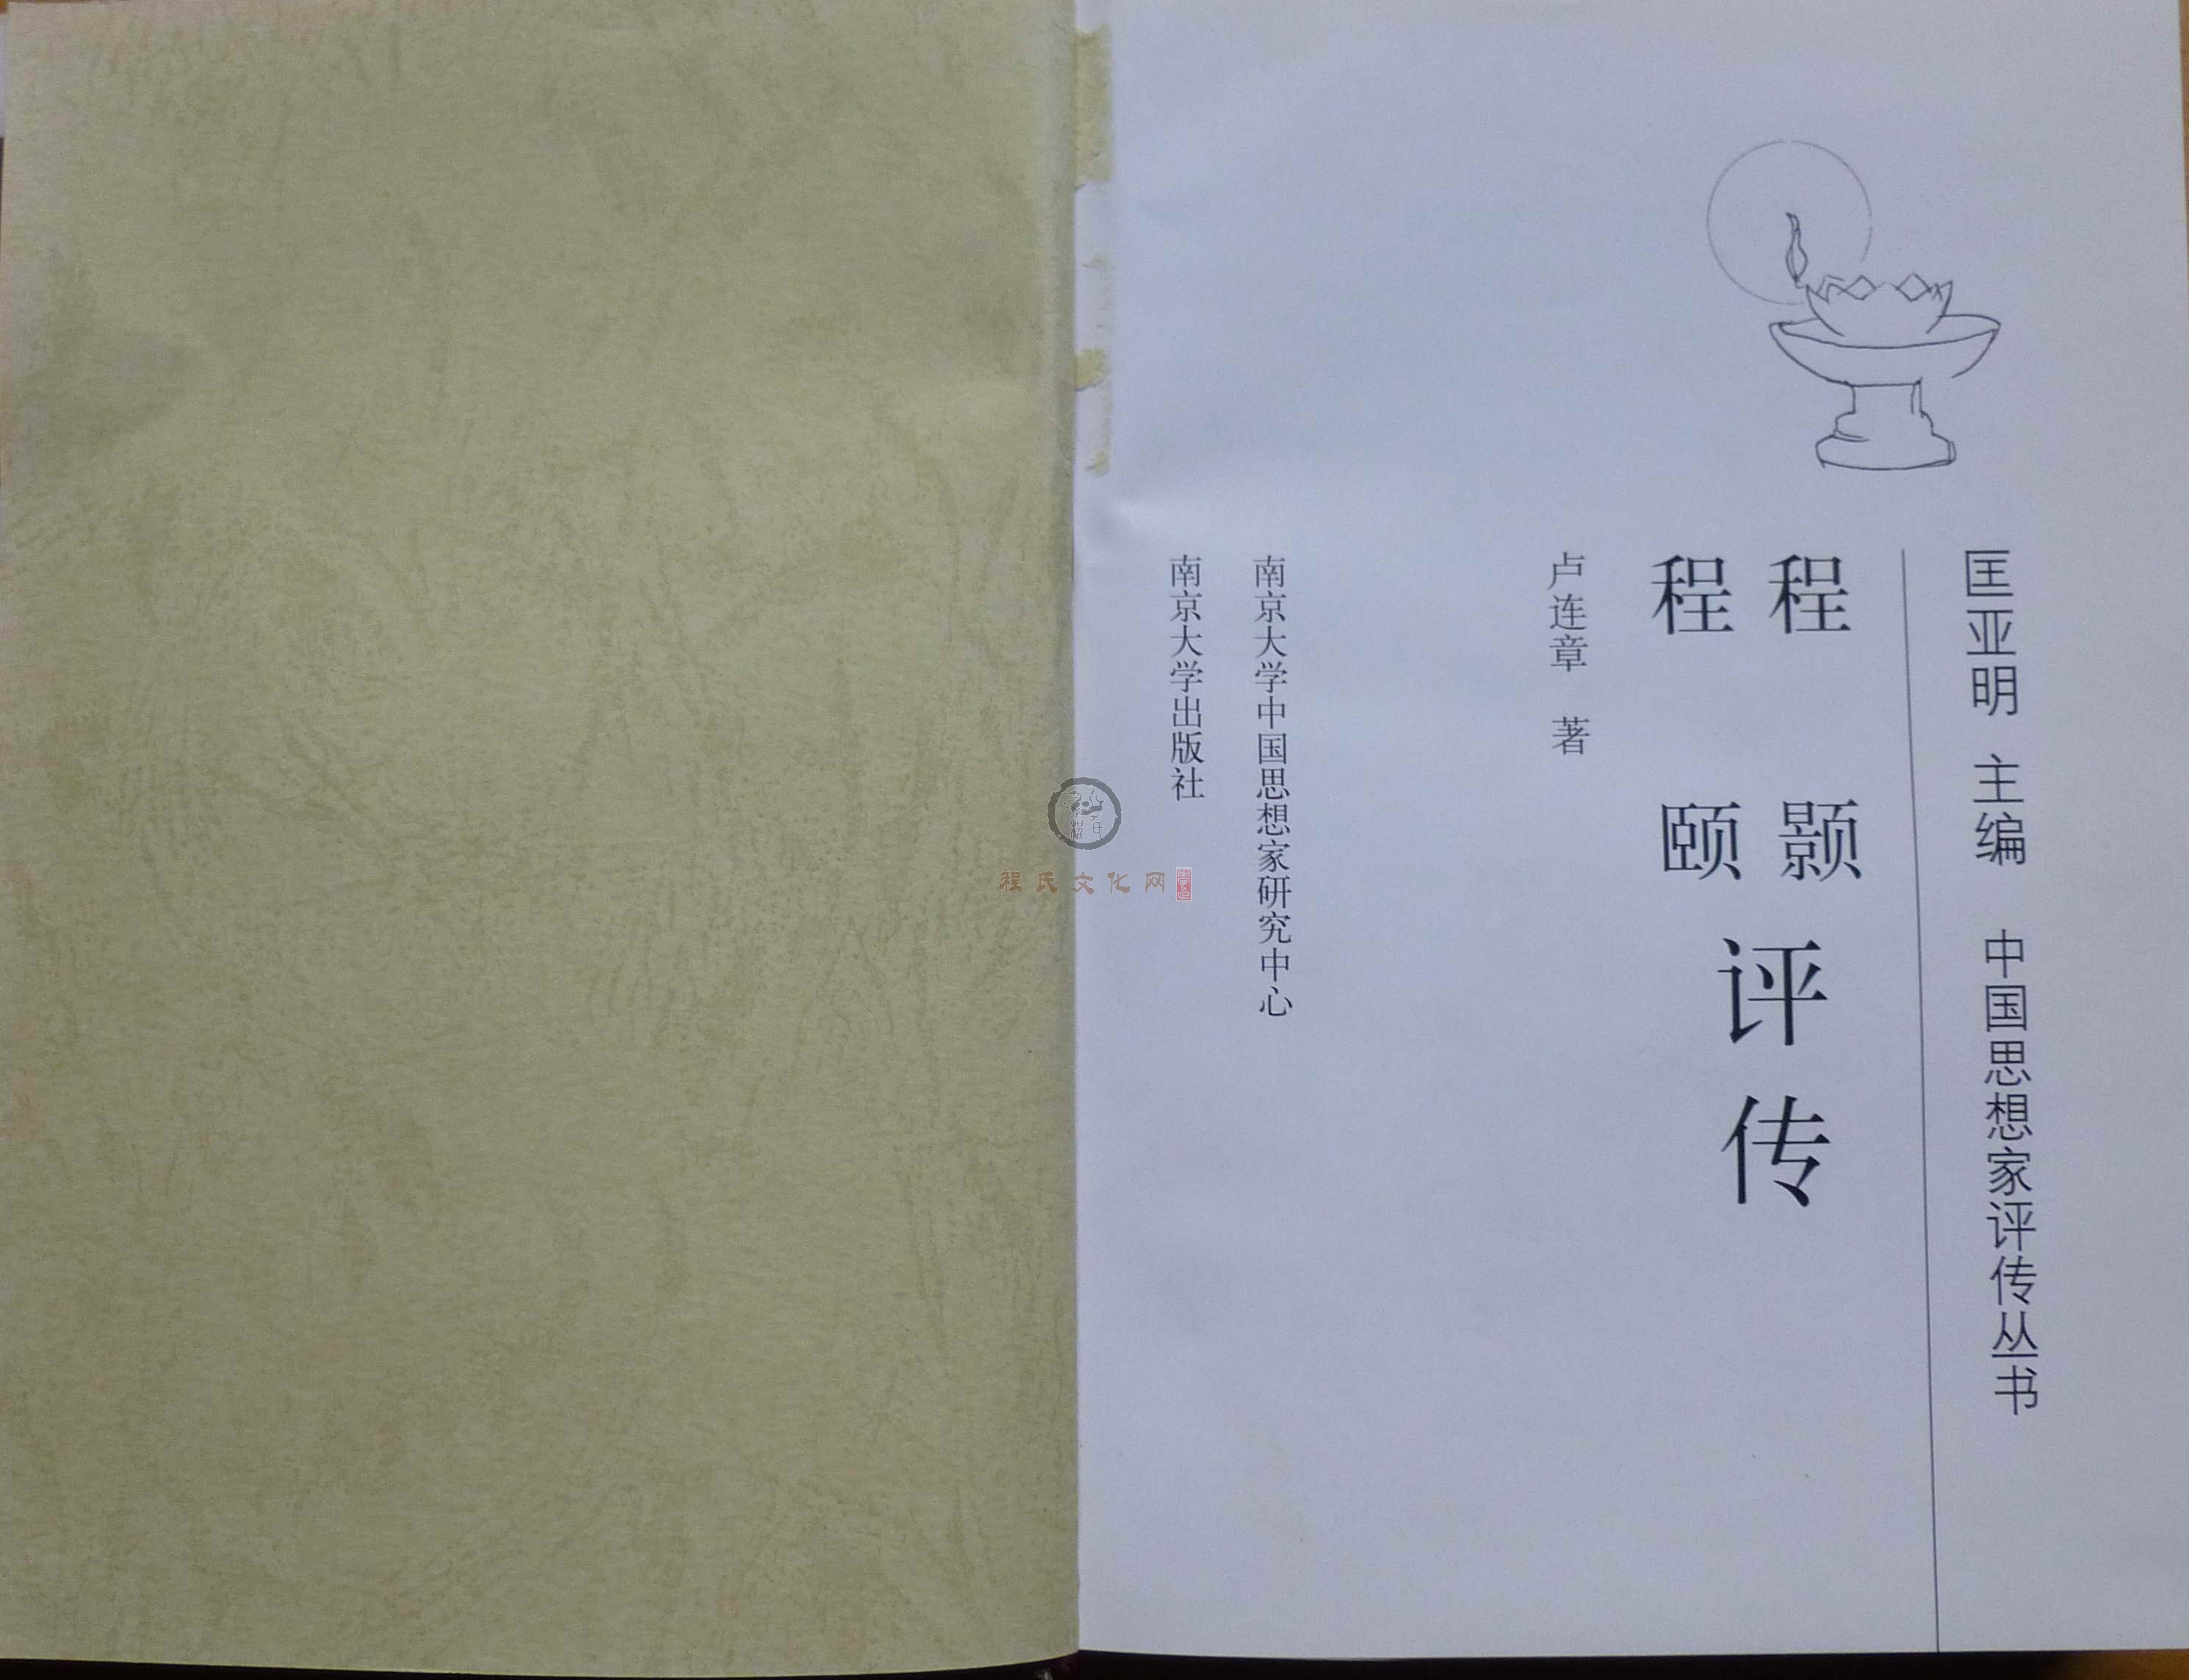 匡亚明 主编 中国思想家评传丛书
程 颢
程 颐
评传
卢连章 著
南京大学中国思想家研究中心
南京大学出版社
程氏文化网